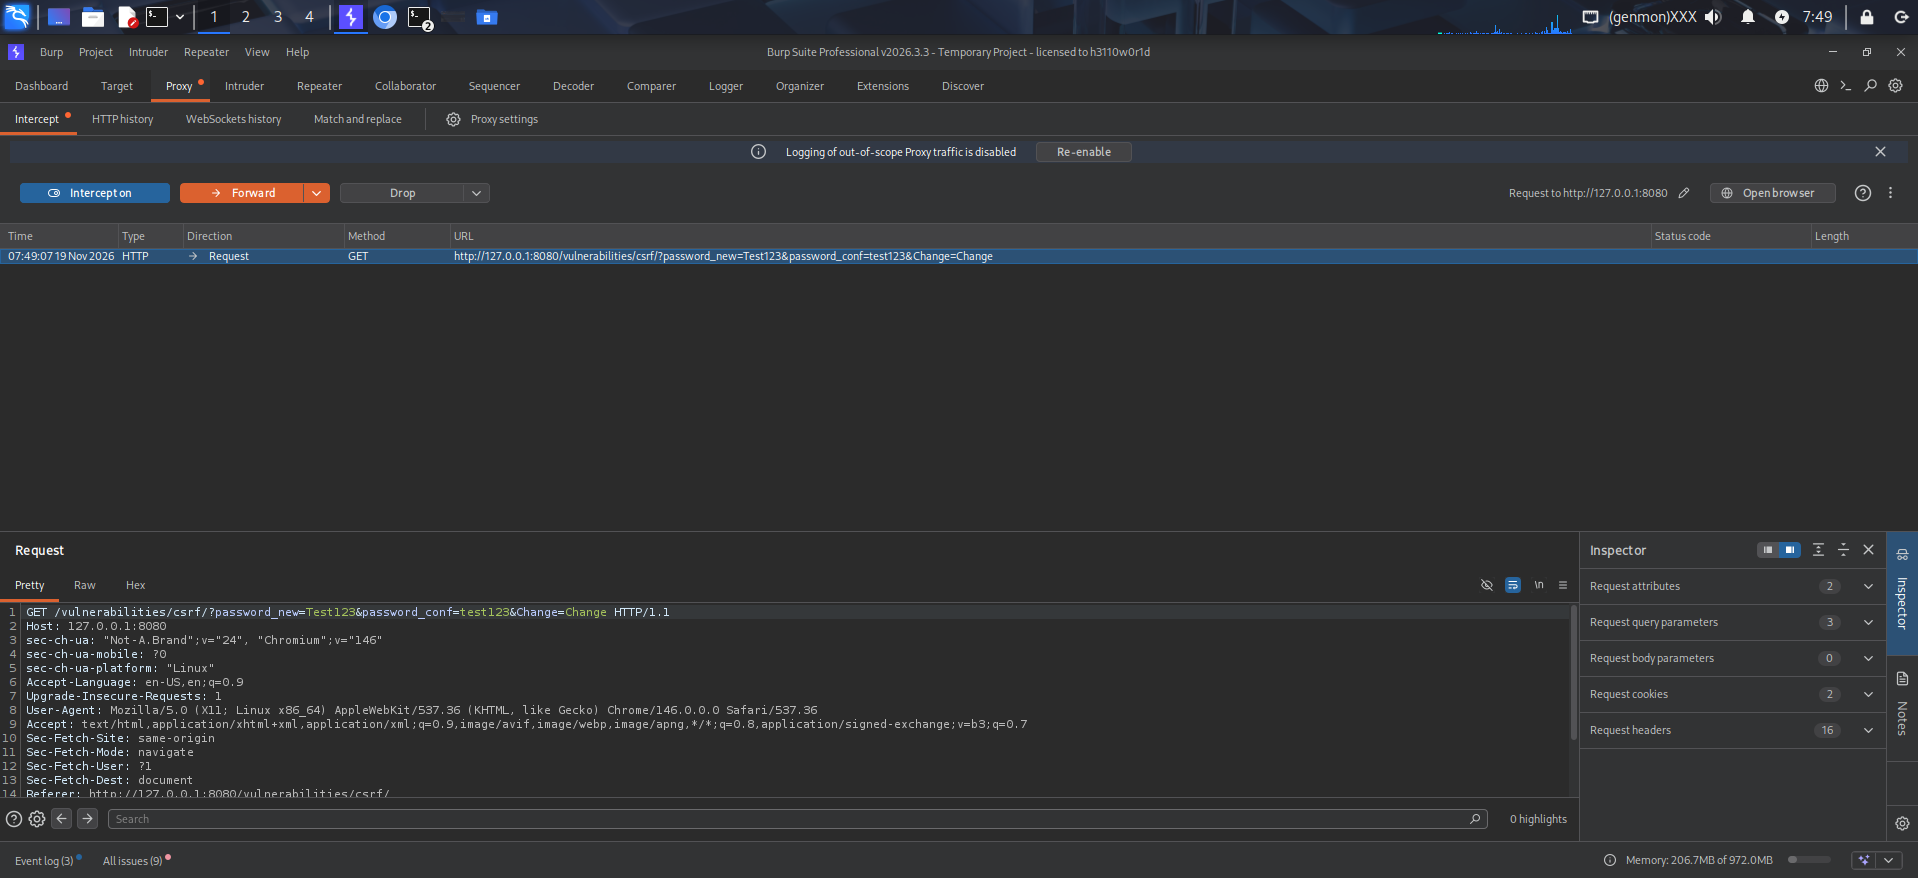 1 2 3 4 2 (genmon)XXX 7:49
Burp Project Intruder Repeater View Help Burp Suite Professional v2026.3.3 - Temporary Project - licensed to h3110w0r1d
Dashboard Target Proxy Intruder Repeater Collaborator Sequencer Decoder Comparer Logger Organizer Extensions Discover
Intercept HTTP history WebSockets history Match and replace Proxy settings
Logging of out-of-scope Proxy traffic is disabled Re-enable
Intercept on Forward Drop Request to http://127.0.0.1:8080 Open browser
Time Type Direction Method URL Status code Length
07:49:07 19 Nov 2026 HTTP Request GET http://127.0.0.1:8080/vulnerabilities/csrf/?password_new=Test123&password_conf=test123&Change=Change
Request
Pretty Raw Hex \n
1 GET /vulnerabilities/csrf/?password_new=Test123&password_conf=test123&Change=Change HTTP/1.1
2 Host: 127.0.0.1:8080
3 sec-ch-ua: "Not-A.Brand";v="24", "Chromium";v="146"
4 sec-ch-ua-mobile: ?0
5 sec-ch-ua-platform: "Linux"
6 Accept-Language: en-US,en;q=0.9
7 Upgrade-Insecure-Requests: 1
8 User-Agent: Mozilla/5.0 (X11; Linux x86_64) AppleWebKit/537.36 (KHTML, like Gecko) Chrome/146.0.0.0 Safari/537.36
9 Accept: text/html,application/xhtml+xml,application/xml;q=0.9,image/avif,image/webp,image/apng,*/*;q=0.8,application/signed-exchange;v=b3;q=0.7
10 Sec-Fetch-Site: same-origin
11 Sec-Fetch-Mode: navigate
12 Sec-Fetch-User: ?1
13 Sec-Fetch-Dest: document
14 Referer: http://127.0.0.1:8080/vulnerabilities/csrf/
Search 0 highlights
Inspector
Request attributes 2
Request query parameters 3
Request body parameters 0
Request cookies 2
Request headers 16
Inspector
Notes
Event log (3) All issues (9) Memory: 206.7MB of 972.0MB